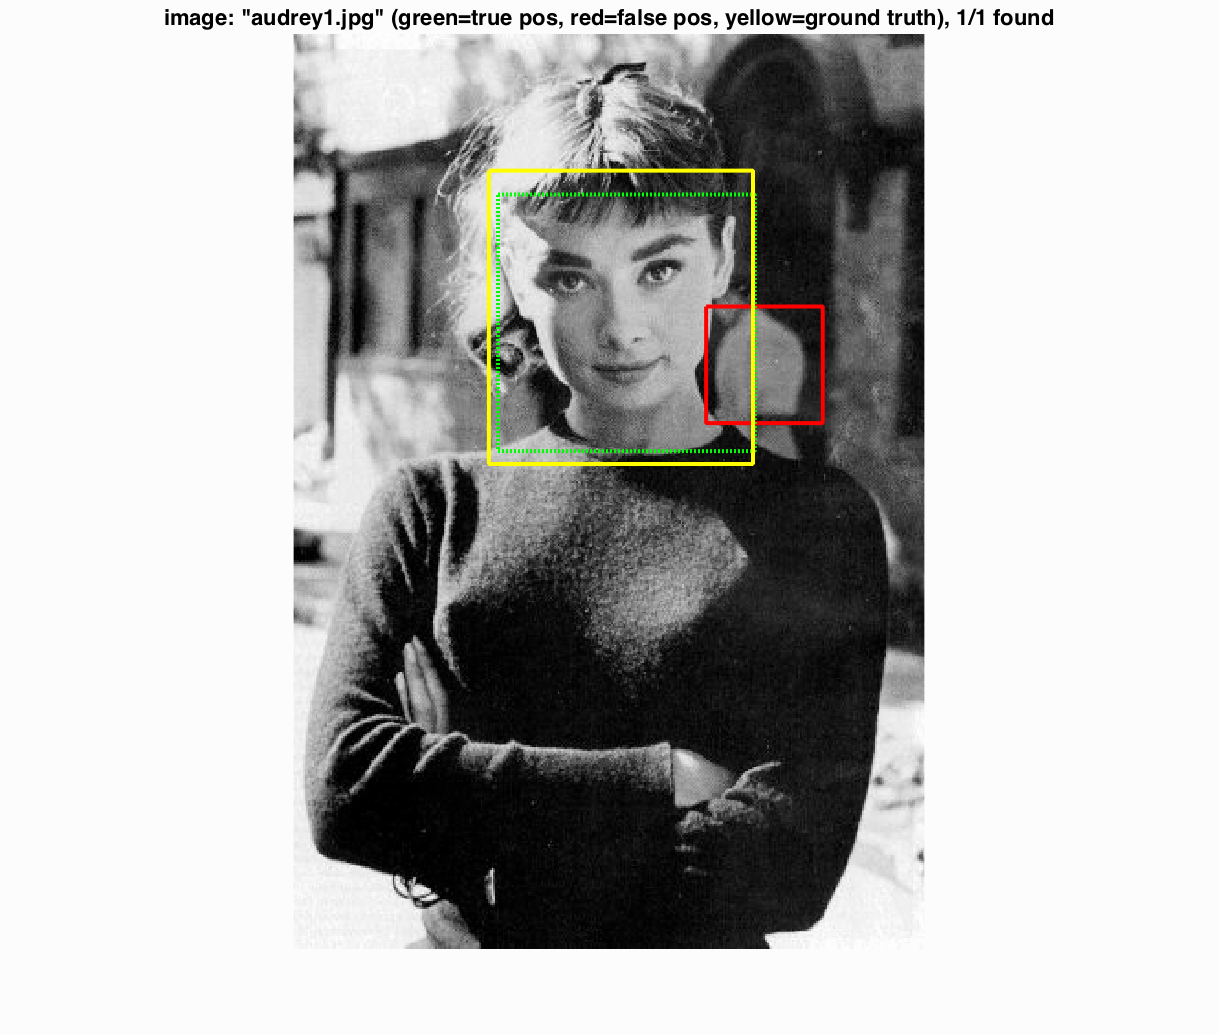 image: "audrey1.jpg" (green=true pos, red=false pos, yellow=ground truth), 1/1 found